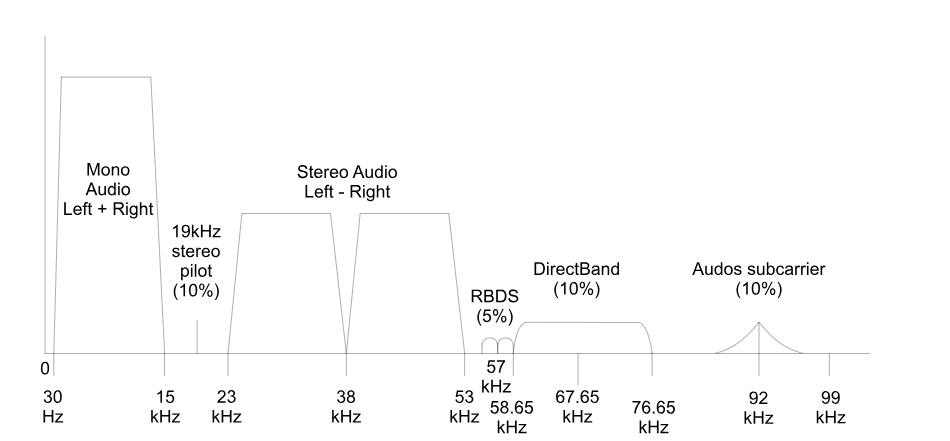 Mono
Audio
Left + Right
19kHz
stereo
pilot
(10%)
Stereo Audio
Left - Right
RBDS
(5%)
DirectBand
(10%)
Audos subcarrier
(10%)
0
30
Hz
15
kHz
23
kHz
38
kHz
53
kHz
57
kHz
58.65
kHz
67.65
kHz
76.65
kHz
92
kHz
99
kHz